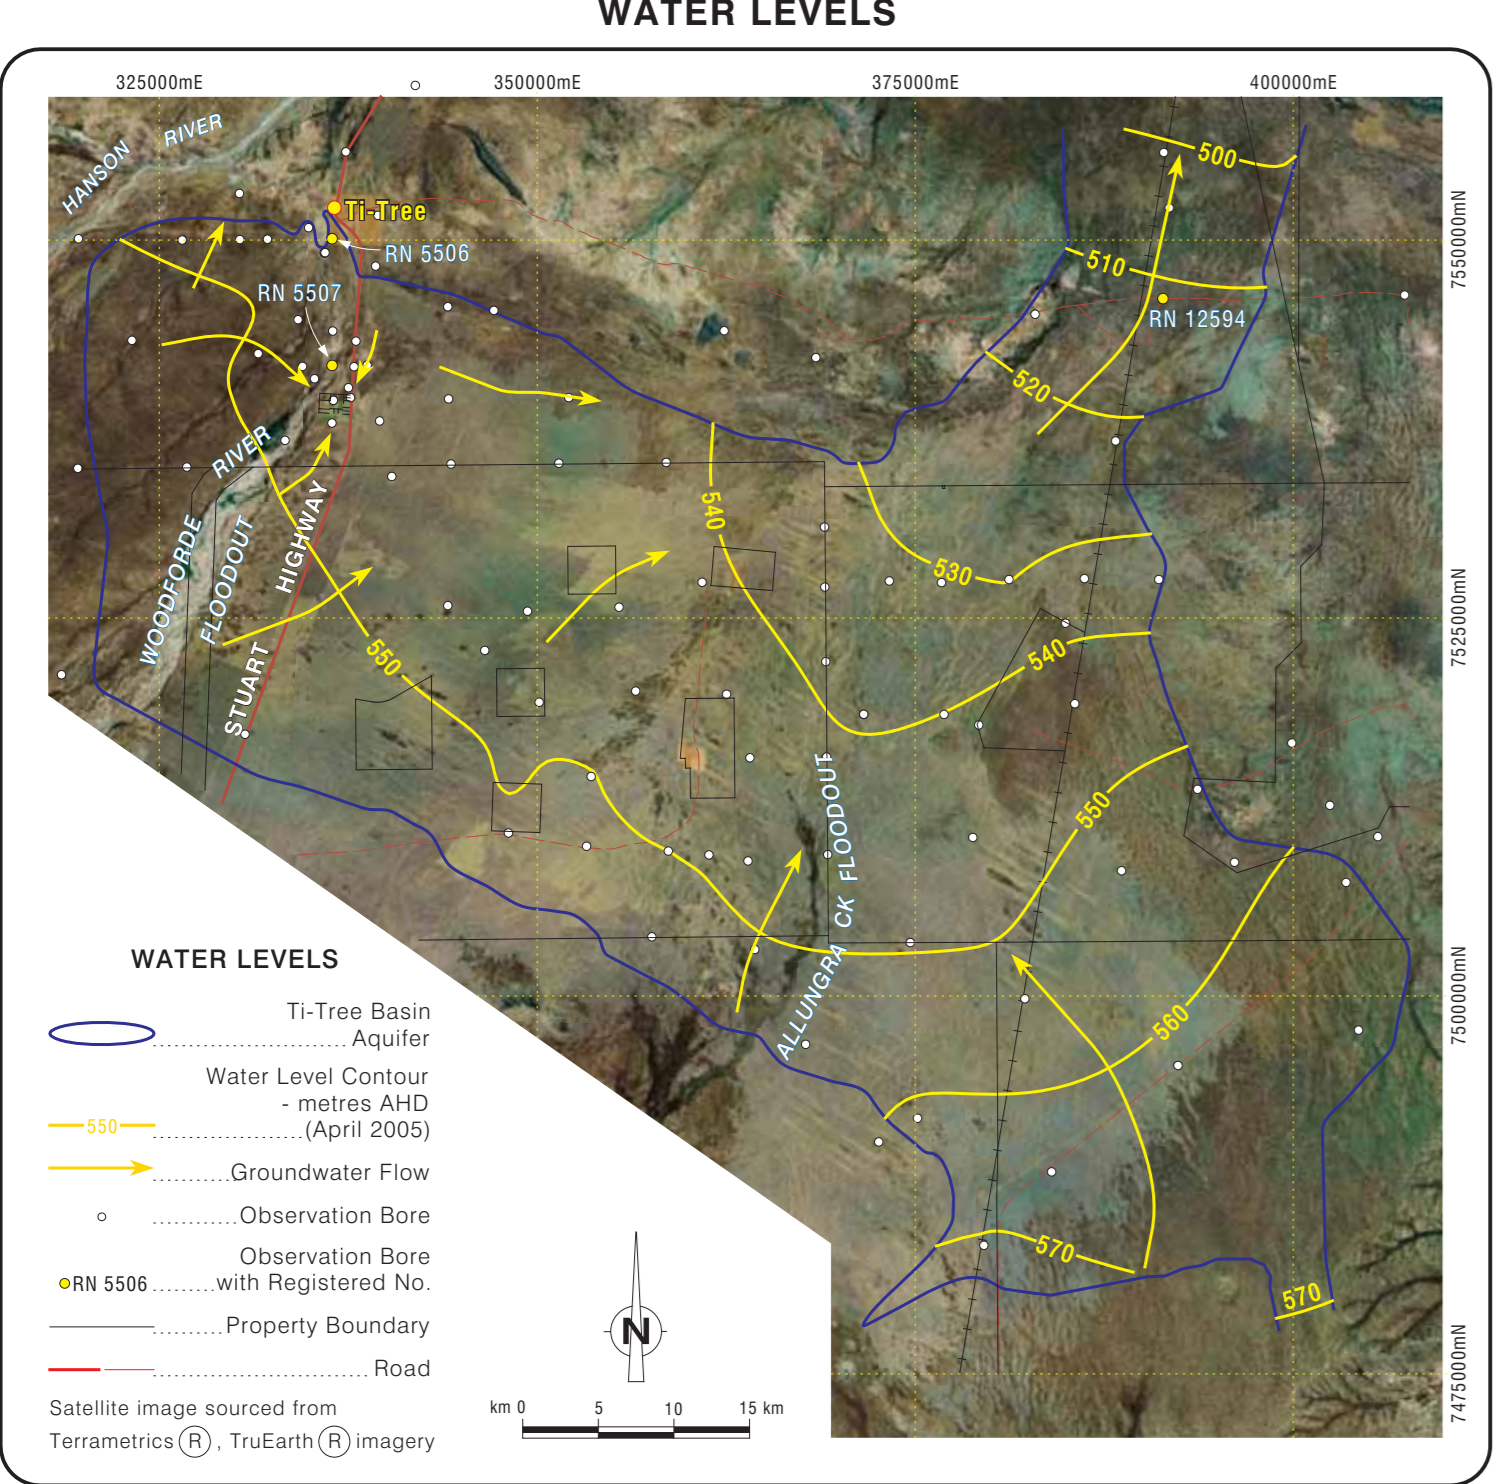 WATER LEVELS
325000mE
350000mE
375000mE
400000mE
HANSON RIVER
500
Ti-Tree
RN 5506
510
7550000mN
RN 5507
RN 12594
520
WOODFORDE RIVER
FLOODOUT
STUART HIGHWAY
540
530
7525000mN
550
540
550
ALLUNGRA CK FLOODOUT
560
7500000mN
570
570
7475000mN
WATER LEVELS
Ti-Tree Basin
.......................... Aquifer
Water Level Contour
- metres AHD
550 ....................(April 2005)
..........Groundwater Flow
...........Observation Bore
Observation Bore
RN 5506 ........with Registered No.
.........Property Boundary
............................. Road
Satellite image sourced from
Terrametrics R , TruEarth R imagery
N
km 0 5 10 15 km